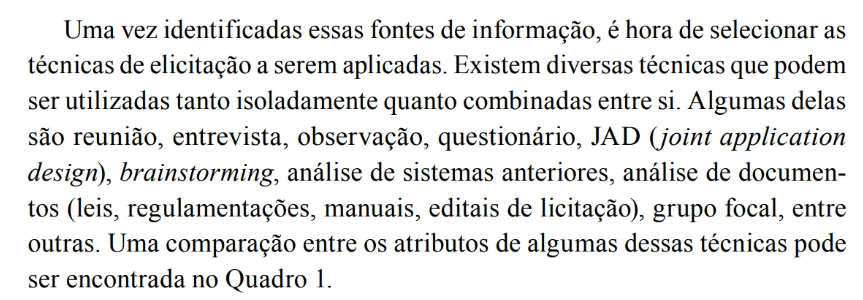 Uma vez identificadas essas fontes de informação, é hora de selecionar as
técnicas de elicitação a serem aplicadas. Existem diversas técnicas que podem
ser utilizadas tanto isoladamente quanto combinadas entre si. Algumas delas
são reunião, entrevista, observação, questionário, JAD (joint application
design), brainstorming, análise de sistemas anteriores, análise de documen-
tos (leis, regulamentações, manuais, editais de licitação), grupo focal, entre
outras. Uma comparação entre os atributos de algumas dessas técnicas pode
ser encontrada no Quadro 1.